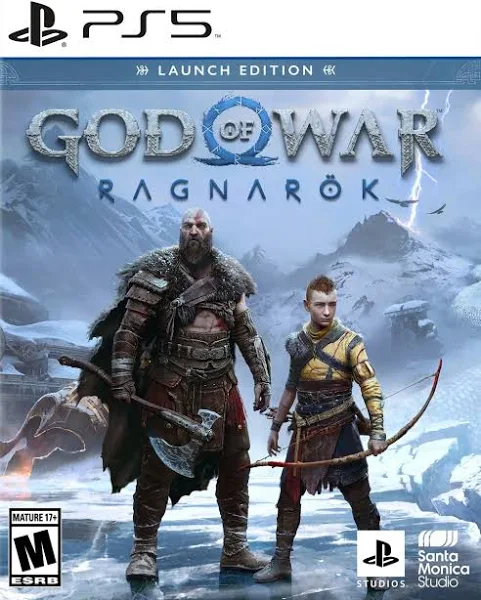 PS5
LAUNCH EDITION
GOD OF WAR
RAGNARÖK
MATURE 17+
M
ESRB
STUDIOS
Santa
Monica
Studio